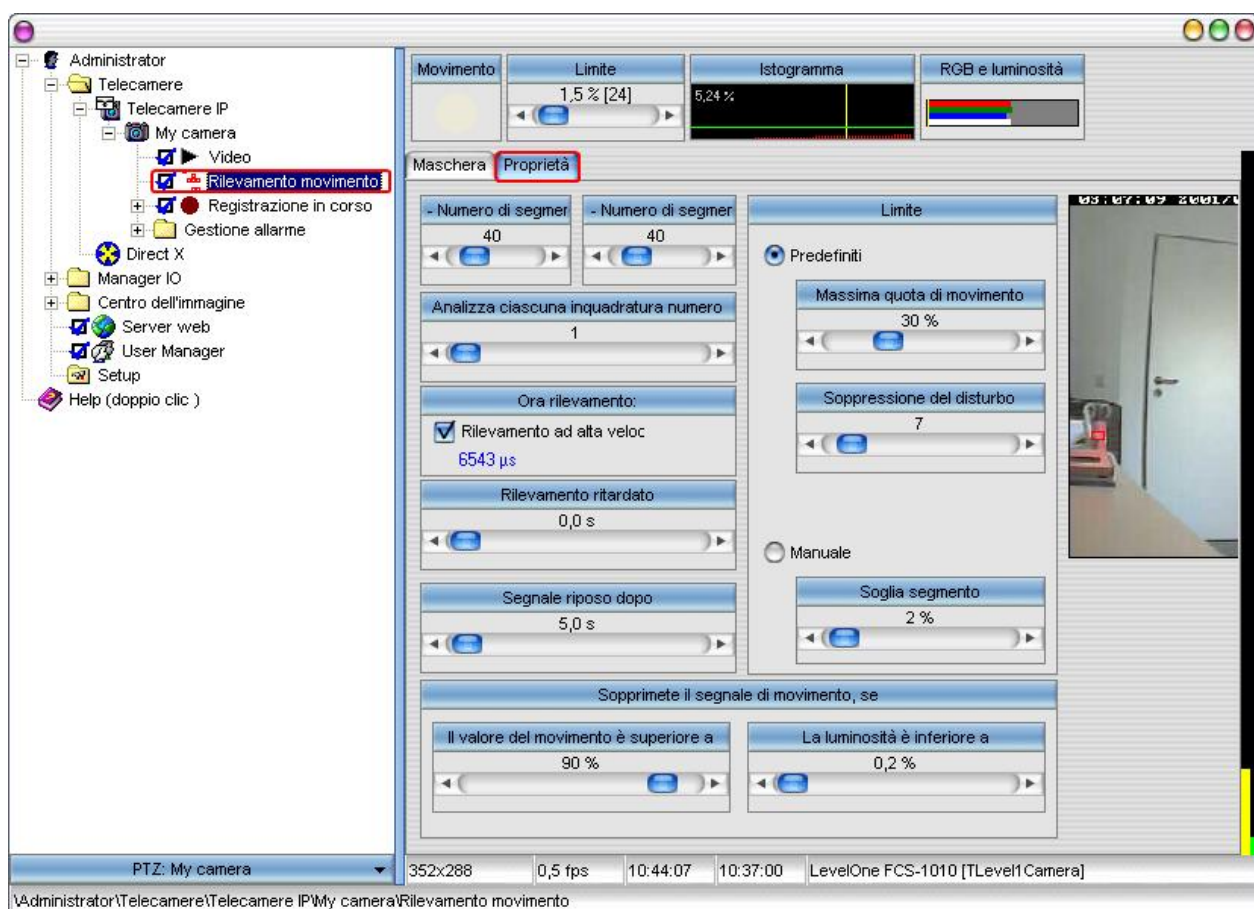 Administrator
Telecamere
Telecamere IP
My camera
Video
Rilevamento movimento
Registrazione in corso
Gestione allarme
Direct X
Manager IO
Centro dell'immagine
Server web
User Manager
Setup
Help (doppio clic )
PTZ: My camera
Movimento
Limite
1,5 % [24]
Istogramma
5,24 %
RGB e luminosità
Maschera
Proprietà
- Numero di segmer
40
- Numero di segmer
40
Analizza ciascuna inquadratura numero
1
Ora rilevamento:
Rilevamento ad alta veloc
6543 µs
Rilevamento ritardato
0,0 s
Segnale riposo dopo
5,0 s
Limite
Predefiniti
Massima quota di movimento
30 %
Soppressione del disturbo
7
Manuale
Soglia segmento
2 %
Sopprimete il segnale di movimento, se
Il valore del movimento è superiore a
90 %
La luminosità è inferiore a
0,2 %
352x288
0,5 fps
10:44:07
10:37:00
LevelOne FCS-1010 [TLevel1Camera]
\Administrator\Telecamere\Telecamere IP\My camera\Rilevamento movimento